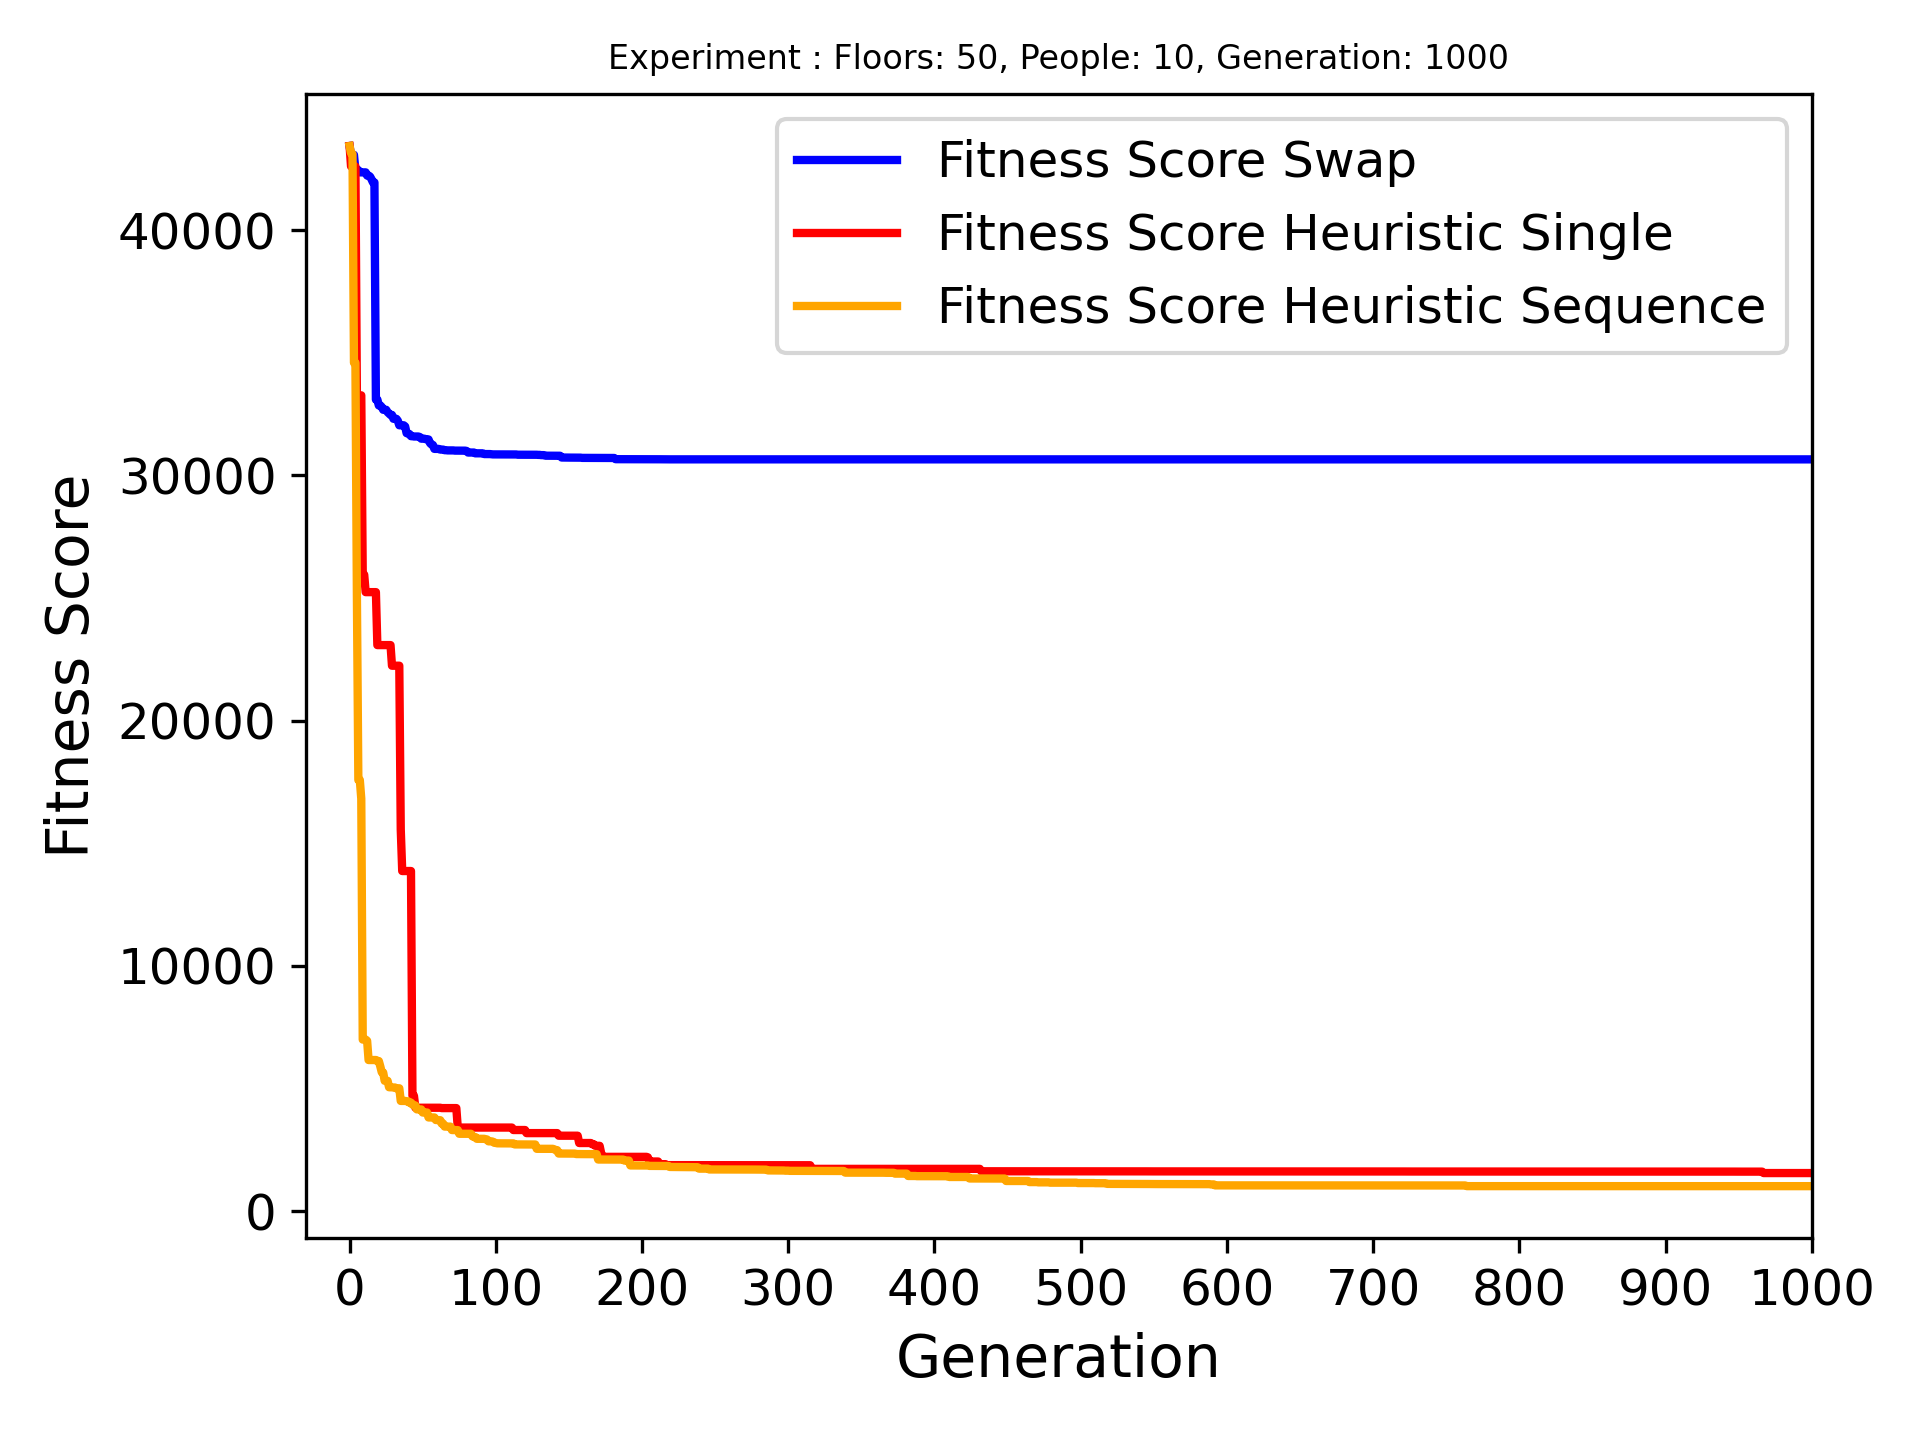 Experiment : Floors: 50, People: 10, Generation: 1000
Fitness Score Swap
Fitness Score Heuristic Single
Fitness Score Heuristic Sequence
40000
30000
20000
10000
0
Fitness Score
0 100 200 300 400 500 600 700 800 900 1000
Generation